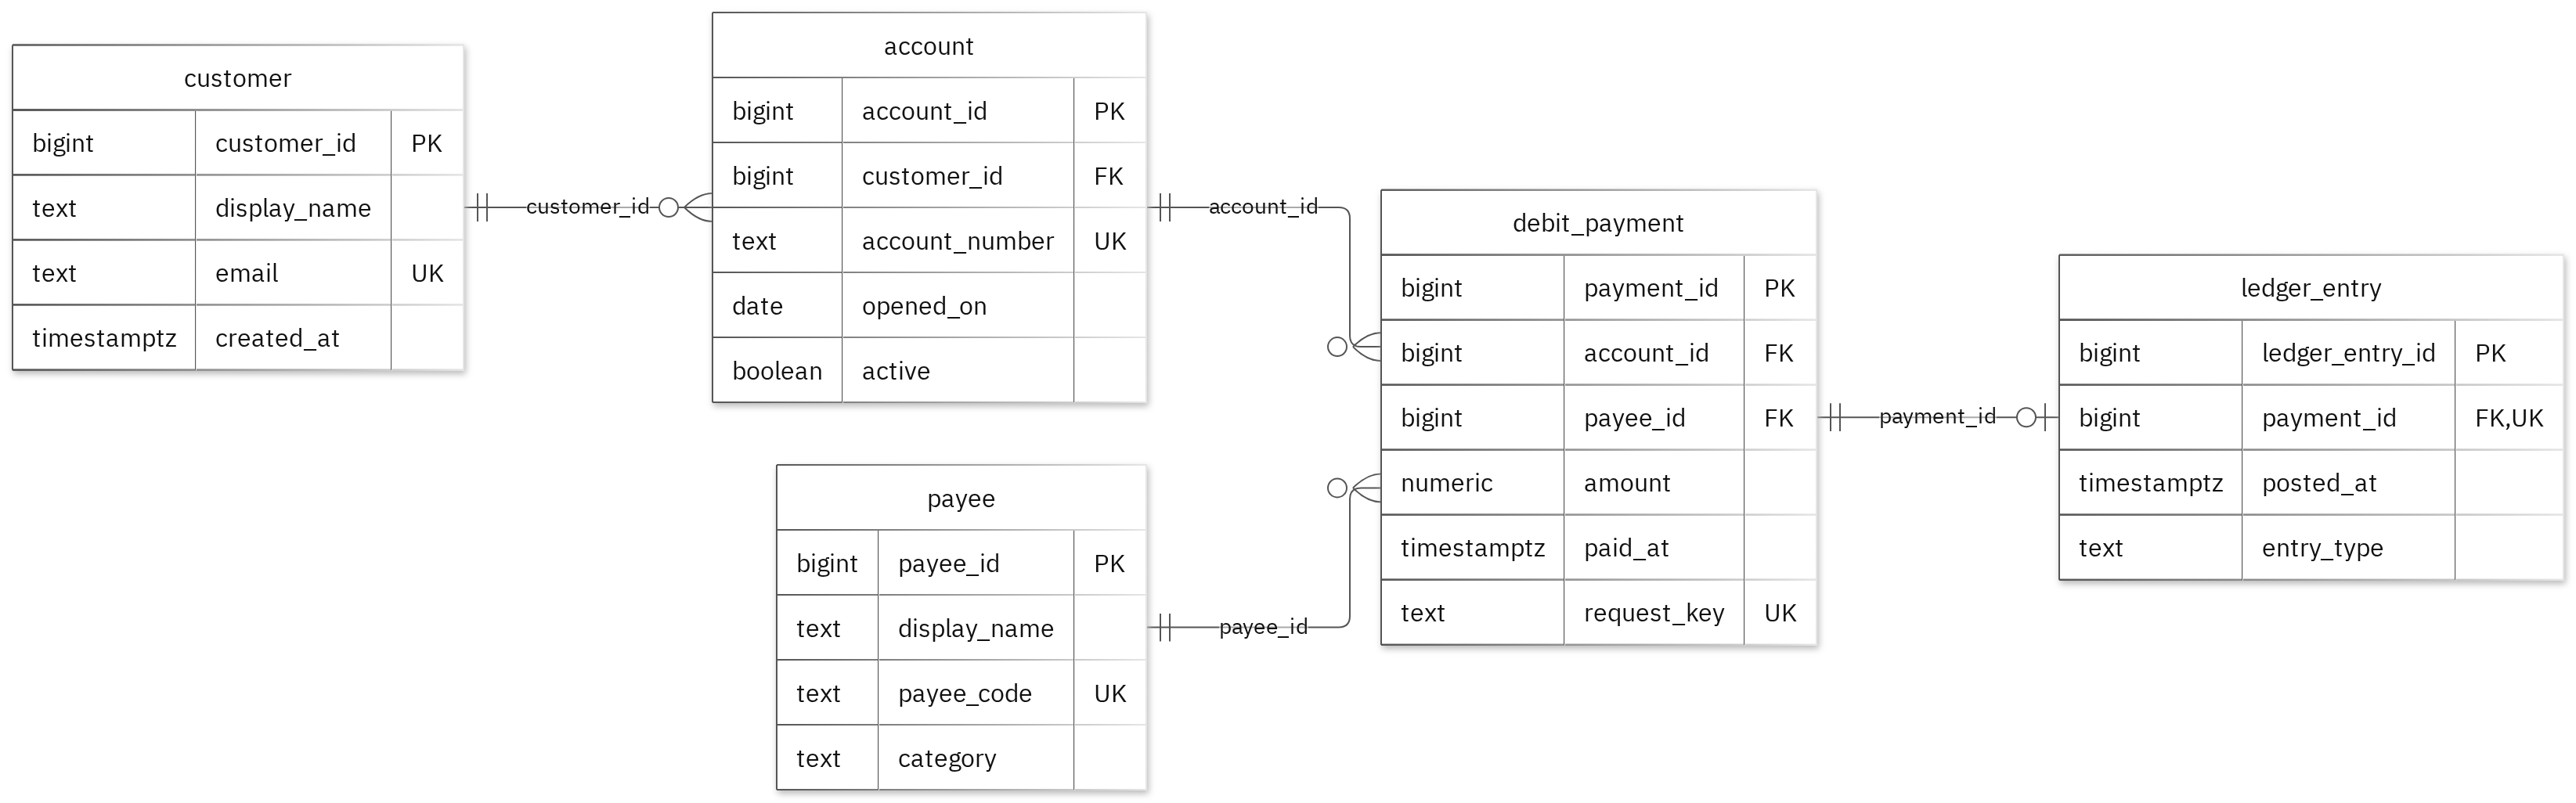 customer
bigint customer_id PK
text display_name
text email UK
timestamptz created_at
customer_id
account
bigint account_id PK
bigint customer_id FK
text account_number UK
date opened_on
boolean active
account_id
payee
bigint payee_id PK
text display_name
text payee_code UK
text category
payee_id
debit_payment
bigint payment_id PK
bigint account_id FK
bigint payee_id FK
numeric amount
timestamptz paid_at
text request_key UK
payment_id
ledger_entry
bigint ledger_entry_id PK
bigint payment_id FK,UK
timestamptz posted_at
text entry_type